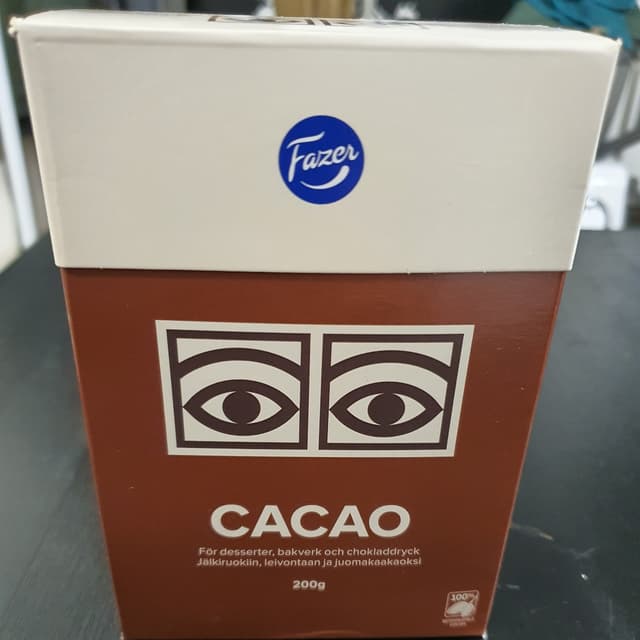 Fazer
CACAO
För desserter, bakverk och chokladdryck
Jälkiruokiin, leivontaan ja juomakaakaoksi
200g
100%